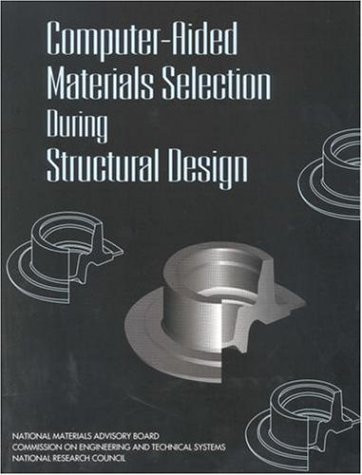 Computer-Aided
Materials Selection
During
Structural Design
NATIONAL MATERIALS ADVISORY BOARD
COMMISSION ON ENGINEERING AND TECHNICAL SYSTEMS
NATIONAL RESEARCH COUNCIL